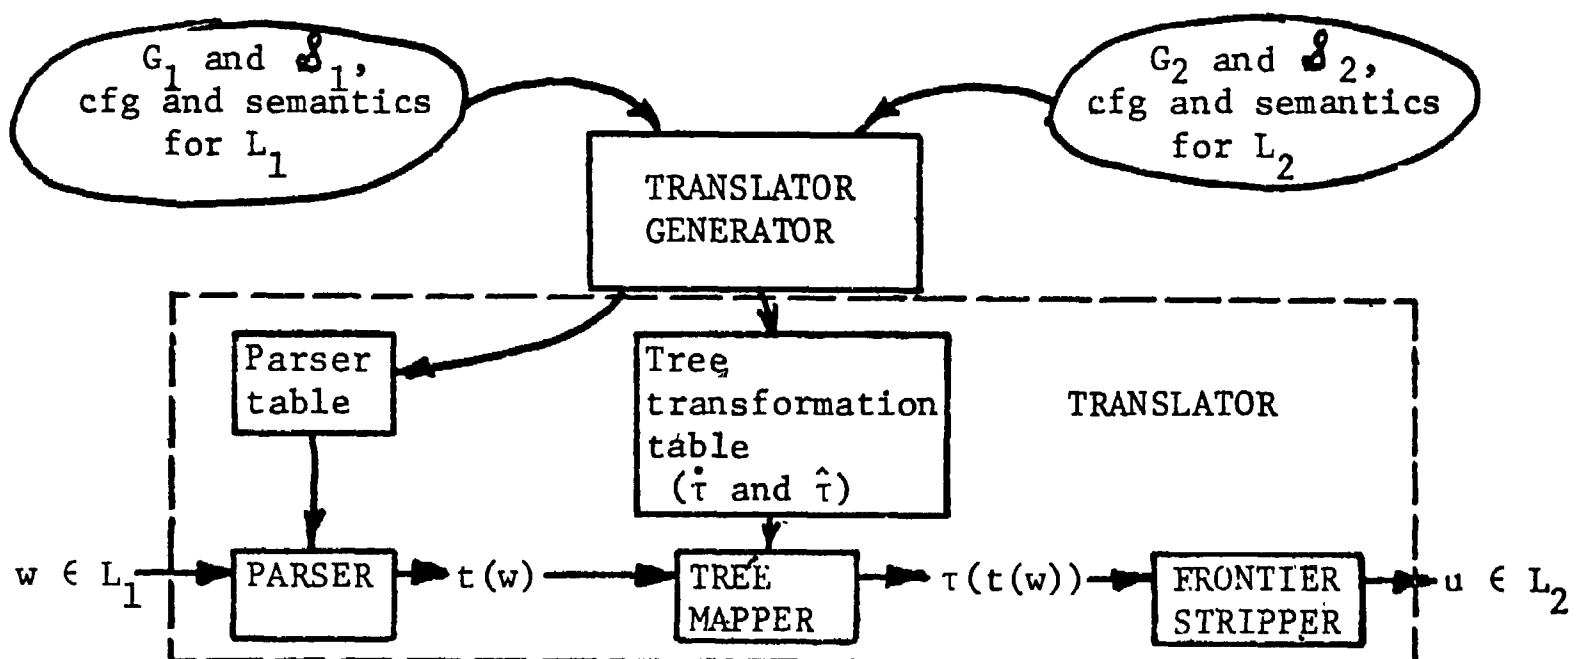 G₁ and 𝒮₁,
cfg and semantics
for L₁
G₂ and 𝒮₂,
cfg and semantics
for L₂
TRANSLATOR
GENERATOR
Parser
table
Tree
transformation
table
(τ̇ and τ̂)
TRANSLATOR
w ∈ L₁
PARSER
t(w)
TREE
MAPPER
τ(t(w))
FRONTIER
STRIPPER
u ∈ L₂